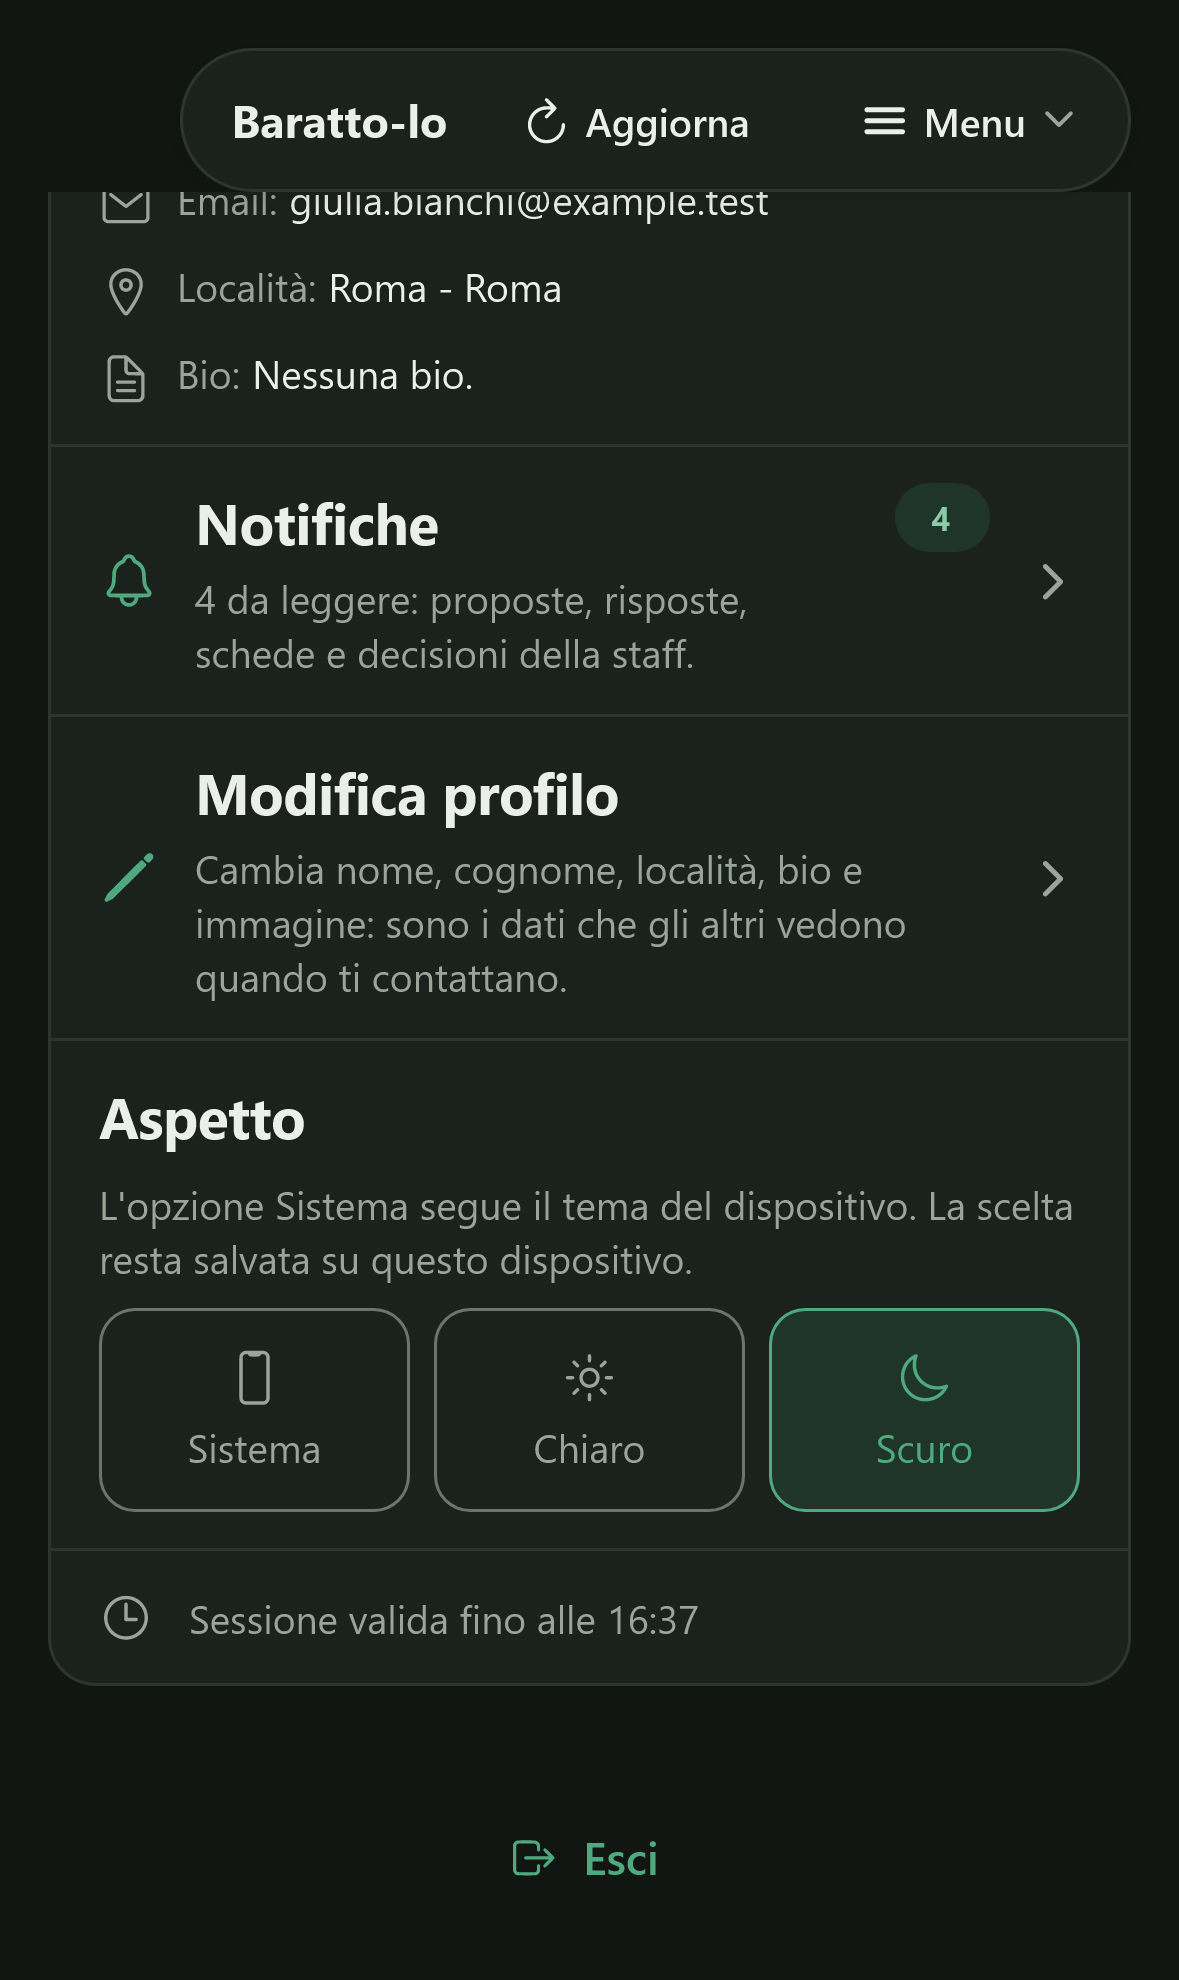 Baratto-lo
Aggiorna
Menu
Email: giulia.bianchi@example.test
Località: Roma - Roma
Bio: Nessuna bio.
Notifiche
4
4 da leggere: proposte, risposte,
schede e decisioni della staff.
Modifica profilo
Cambia nome, cognome, località, bio e
immagine: sono i dati che gli altri vedono
quando ti contattano.
Aspetto
L'opzione Sistema segue il tema del dispositivo. La scelta
resta salvata su questo dispositivo.
Sistema
Chiaro
Scuro
Sessione valida fino alle 16:37
Esci